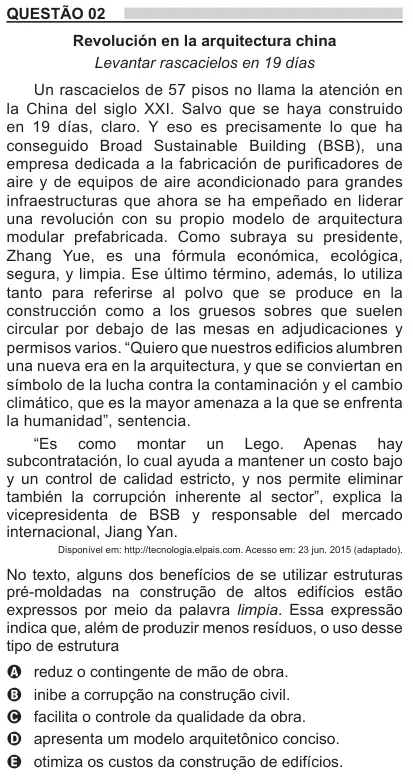 QUESTÃO 02
Revolución en la arquitectura china
Levantar rascacielos en 19 días
Un rascacielos de 57 pisos no llama la atención en
la China del siglo XXI. Salvo que se haya construido
en 19 días, claro. Y eso es precisamente lo que ha
conseguido Broad Sustainable Building (BSB), una
empresa dedicada a la fabricación de purificadores de
aire y de equipos de aire acondicionado para grandes
infraestructuras que ahora se ha empeñado en liderar
una revolución con su propio modelo de arquitectura
modular prefabricada. Como subraya su presidente,
Zhang Yue, es una fórmula económica, ecológica,
segura, y limpia. Ese último término, además, lo utiliza
tanto para referirse al polvo que se produce en la
construcción como a los gruesos sobres que suelen
circular por debajo de las mesas en adjudicaciones y
permisos varios. “Quiero que nuestros edificios alumbren
una nueva era en la arquitectura, y que se conviertan en
símbolo de la lucha contra la contaminación y el cambio
climático, que es la mayor amenaza a la que se enfrenta
la humanidad”, sentencia.
“Es como montar un Lego. Apenas hay
subcontratación, lo cual ayuda a mantener un costo bajo
y un control de calidad estricto, y nos permite eliminar
también la corrupción inherente al sector”, explica la
vicepresidenta de BSB y responsable del mercado
internacional, Jiang Yan.
Disponível em: http://tecnologia.elpais.com. Acesso em: 23 jun. 2015 (adaptado).
No texto, alguns dos benefícios de se utilizar estruturas
pré-moldadas na construção de altos edifícios estão
expressos por meio da palavra limpia. Essa expressão
indica que, além de produzir menos resíduos, o uso desse
tipo de estrutura
A reduz o contingente de mão de obra.
B inibe a corrupção na construção civil.
C facilita o controle da qualidade da obra.
D apresenta um modelo arquitetônico conciso.
E otimiza os custos da construção de edifícios.